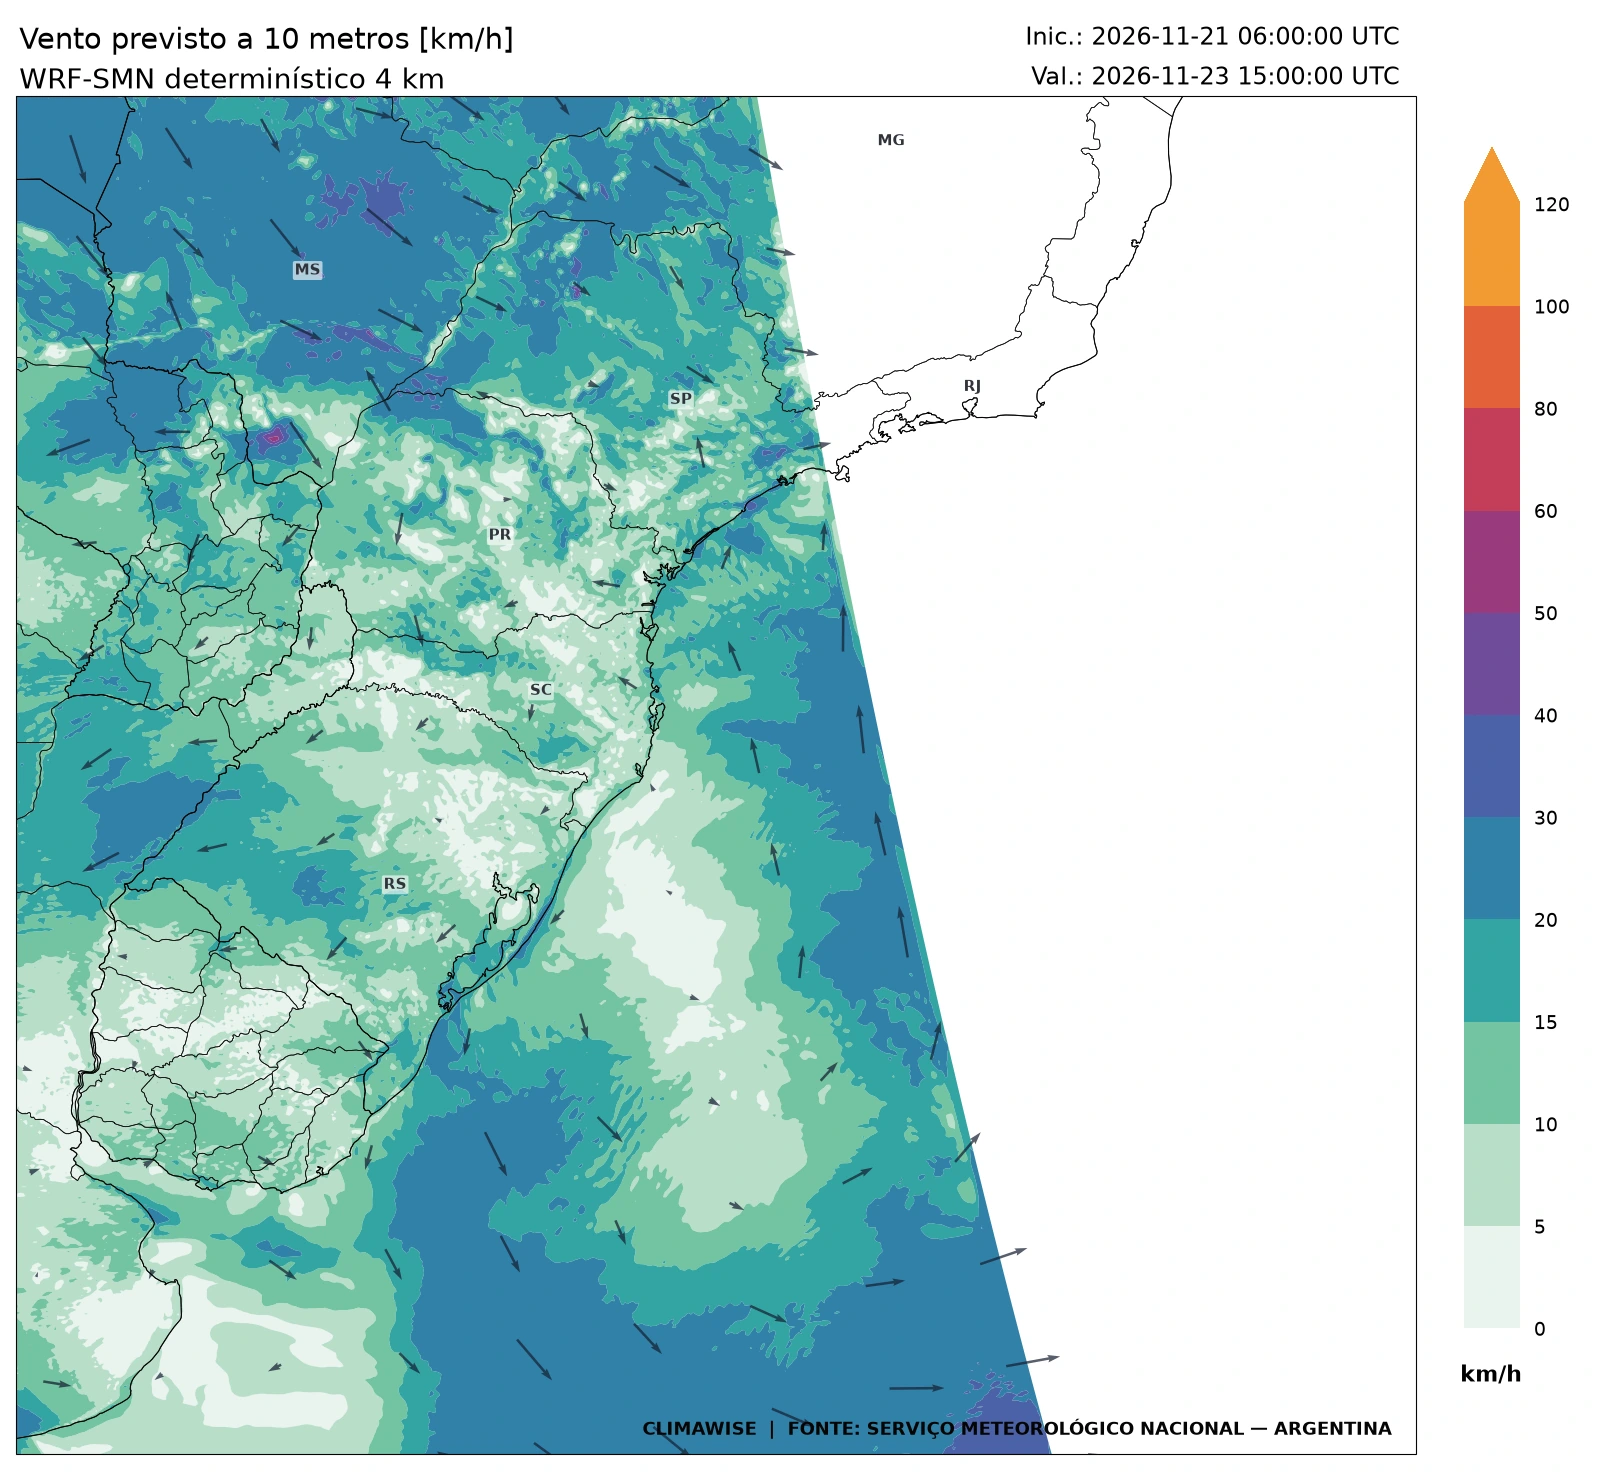 Vento previsto a 10 metros [km/h]
WRF-SMN determinístico 4 km
Inic.: 2026-11-21 06:00:00 UTC
Val.: 2026-11-23 15:00:00 UTC
MG
MS
RJ
SP
PR
SC
RS
120
100
80
60
50
40
30
20
15
10
5
0
km/h
CLIMAWISE | FONTE: SERVIÇO METEOROLÓGICO NACIONAL — ARGENTINA